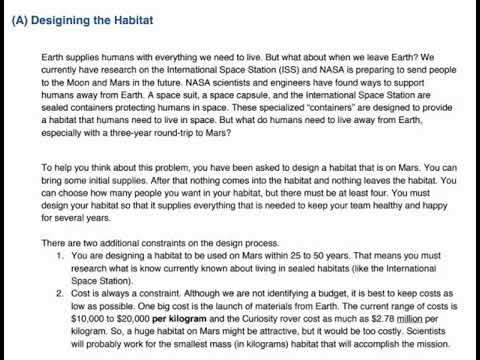 (A) Desigining the Habitat
Earth supplies humans with everything we need to live. But what about when we leave Earth? We
currently have research on the International Space Station (ISS) and NASA is preparing to send people
to the Moon and Mars in the future. NASA scientists and engineers have found ways to support
humans away from Earth. A space suit, a space capsule, and the International Space Station are
sealed containers protecting humans in space. These specialized “containers” are designed to provide
a habitat that humans need to live in space. But what do humans need to live away from Earth,
especially with a three-year round-trip to Mars?
To help you think about this problem, you have been asked to design a habitat that is on Mars. You can
bring some initial supplies. After that nothing comes into the habitat and nothing leaves the habitat. You
can choose how many people you want in your habitat, but there must be at least four. You must
design your habitat so that it supplies everything that is needed to keep your team healthy and happy
for several years.
There are two additional constraints on the design process.
1. You are designing a habitat to be used on Mars within 25 to 50 years. That means you must
research what is know currently known about living in sealed habitats (like the International
Space Station).
2. Cost is always a constraint. Although we are not identifying a budget, it is best to keep costs as
low as possible. One big cost is the launch of materials from Earth. The current range of costs is
$10,000 to $20,000 per kilogram and the Curiosity rover cost as much as $2.78 million per
kilogram. So, a huge habitat on Mars might be attractive, but it would be too costly. Scientists
will probably work for the smallest mass (in kilograms) habitat that will accomplish the mission.